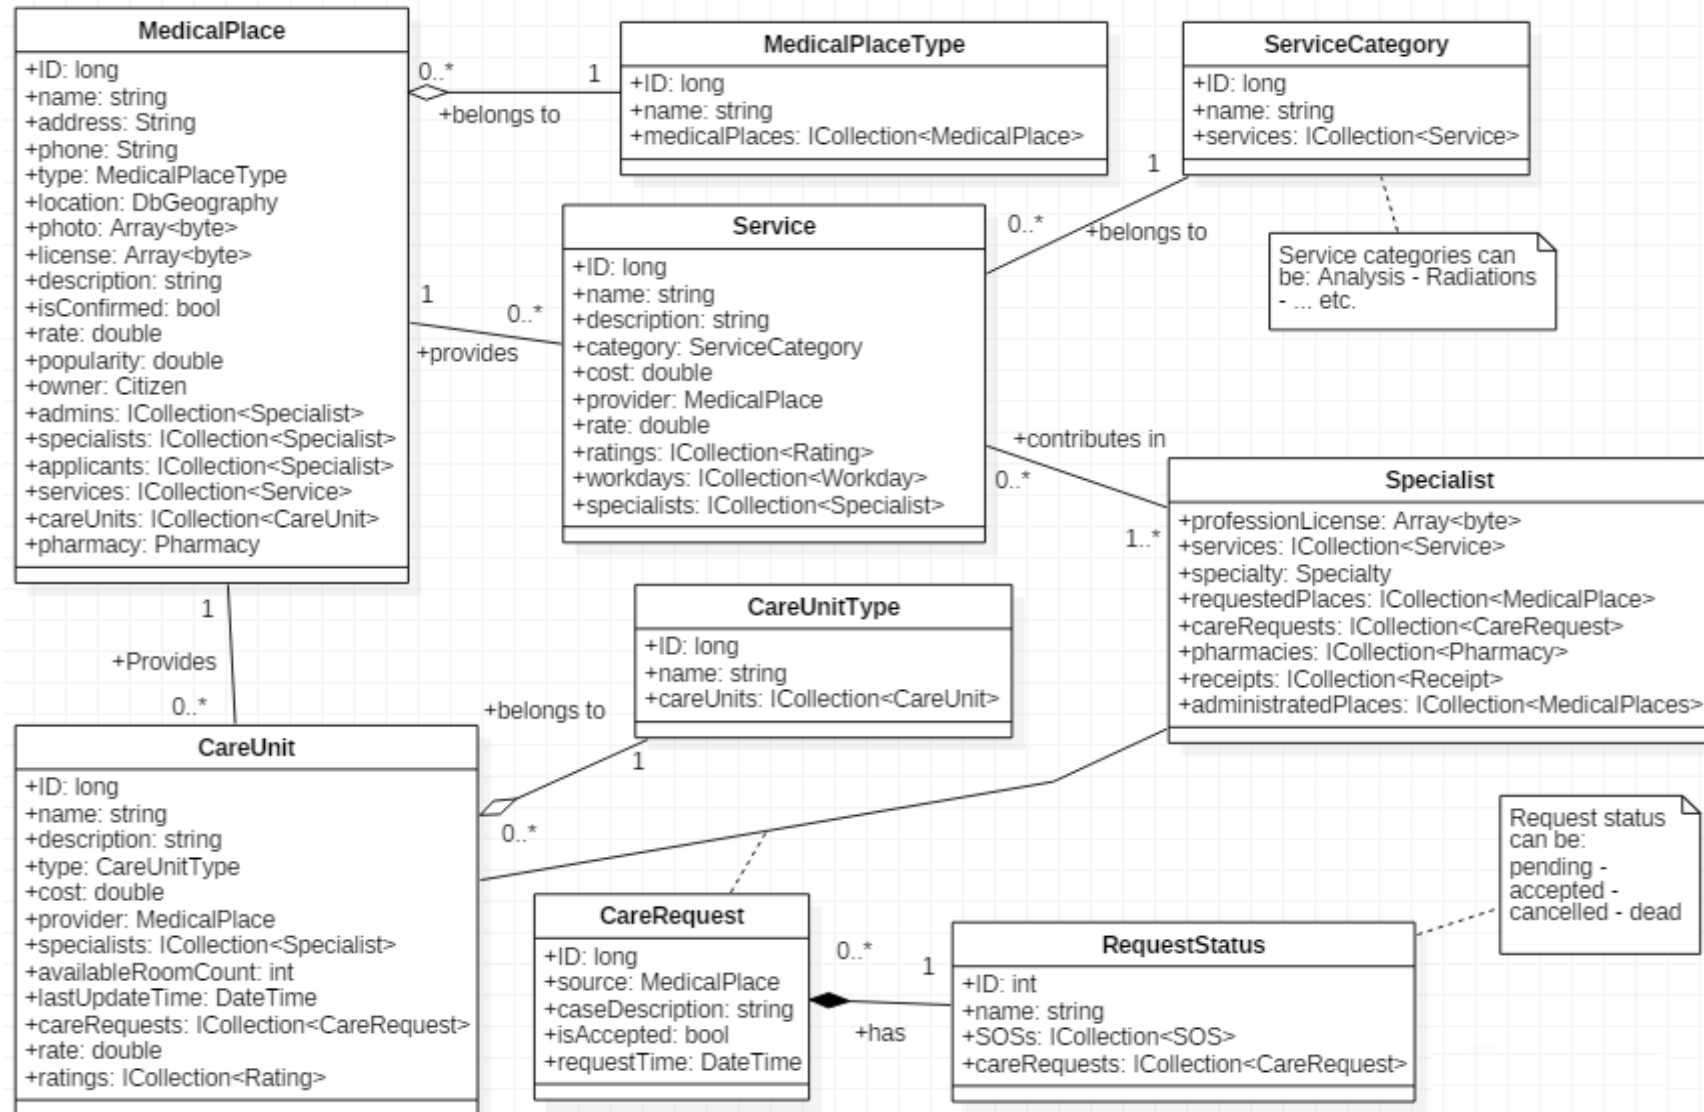 MedicalPlace
+ID: long
+name: string
+address: String
+phone: String
+type: MedicalPlaceType
+location: DbGeography
+photo: Array<byte>
+license: Array<byte>
+description: string
+isConfirmed: bool
+rate: double
+popularity: double
+owner: Citizen
+admins: ICollection<Specialist>
+specialists: ICollection<Specialist>
+applicants: ICollection<Specialist>
+services: ICollection<Service>
+careUnits: ICollection<CareUnit>
+pharmacy: Pharmacy
0..*
1
+belongs to
MedicalPlaceType
+ID: long
+name: string
+medicalPlaces: ICollection<MedicalPlace>
ServiceCategory
+ID: long
+name: string
+services: ICollection<Service>
1
0..*
+belongs to
Service categories can
be: Analysis - Radiations
- ... etc.
1
0..*
+provides
Service
+ID: long
+name: string
+description: string
+category: ServiceCategory
+cost: double
+provider: MedicalPlace
+rate: double
+ratings: ICollection<Rating>
+workdays: ICollection<Workday>
+specialists: ICollection<Specialist>
+contributes in
0..*
1..*
Specialist
+professionLicense: Array<byte>
+services: ICollection<Service>
+specialty: Specialty
+requestedPlaces: ICollection<MedicalPlace>
+careRequests: ICollection<CareRequest>
+pharmacies: ICollection<Pharmacy>
+receipts: ICollection<Receipt>
+administratedPlaces: ICollection<MedicalPlaces>
1
+Provides
0..*
CareUnitType
+ID: long
+name: string
+careUnits: ICollection<CareUnit>
+belongs to
1
0..*
CareUnit
+ID: long
+name: string
+description: string
+type: CareUnitType
+cost: double
+provider: MedicalPlace
+specialists: ICollection<Specialist>
+availableRoomCount: int
+lastUpdateTime: DateTime
+careRequests: ICollection<CareRequest>
+rate: double
+ratings: ICollection<Rating>
CareRequest
+ID: long
+source: MedicalPlace
+caseDescription: string
+isAccepted: bool
+requestTime: DateTime
0..*
1
+has
RequestStatus
+ID: int
+name: string
+SOSs: ICollection<SOS>
+careRequests: ICollection<CareRequest>
Request status
can be:
pending -
accepted -
cancelled - dead